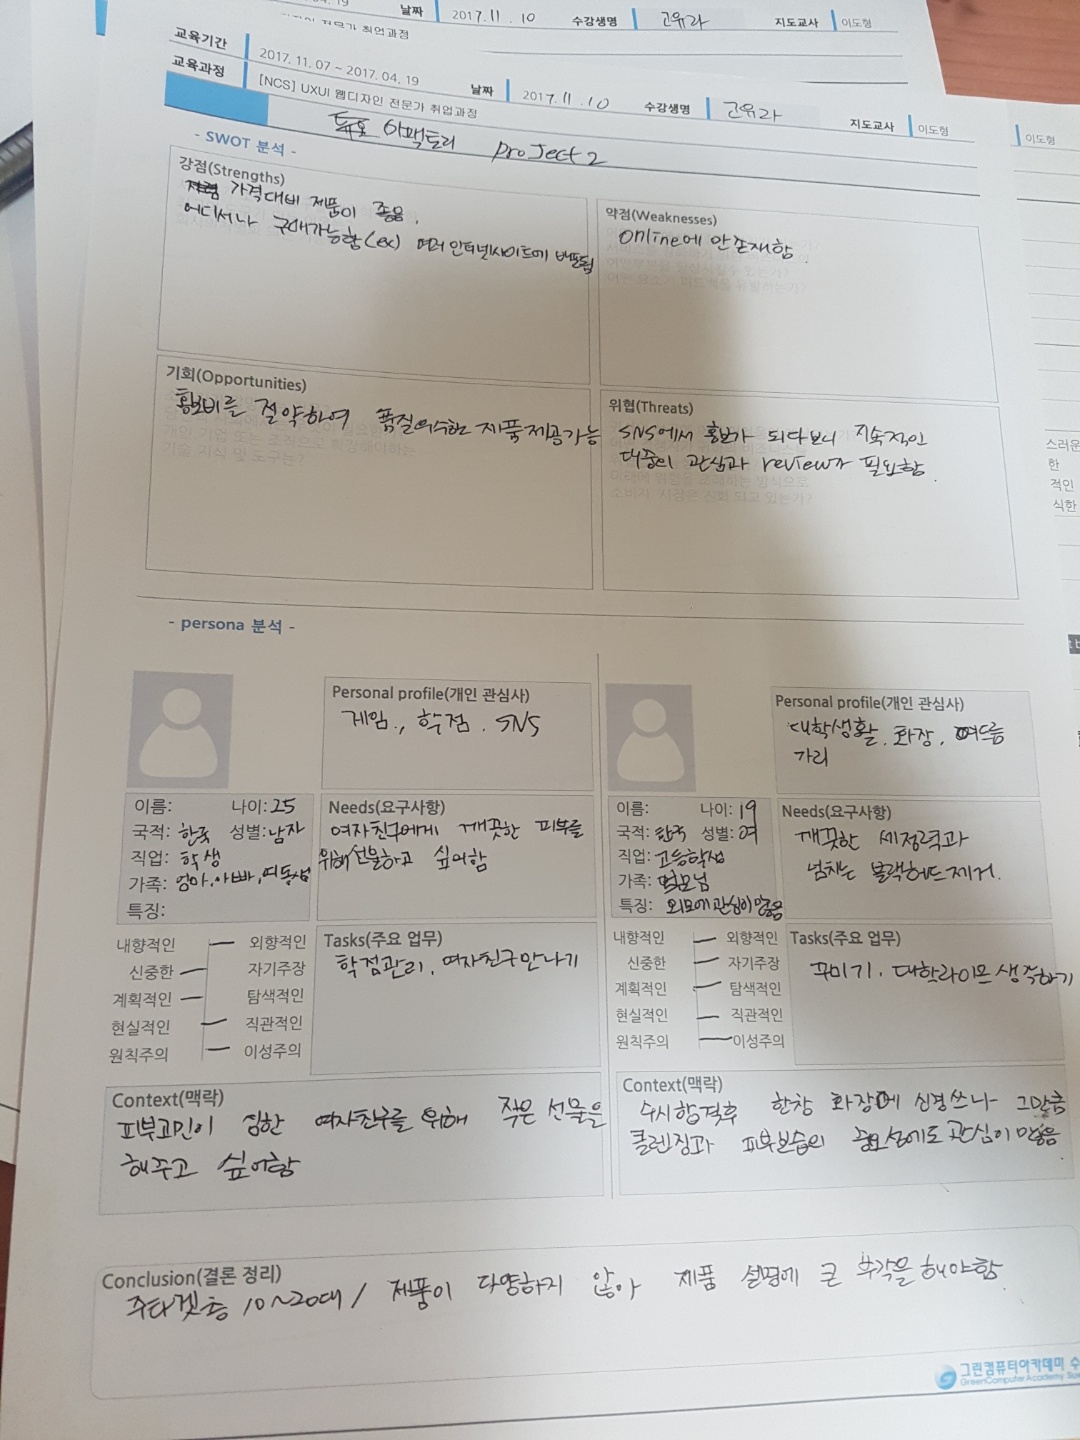 날짜 2017.11.10 수강생명 고유라 지도교사 이도형
교육기간 2017. 11. 07 ~ 2017. 04. 19
교육과정 [NCS] UXUI 웹디자인 전문가 취업과정 날짜 2017.11.10 수강생명 고유라 지도교사 이도형
이도형
팩토리 project 2
- SWOT 분석 -
강점(Strengths)
가격대비 제품이 좋음.
어디서나 구매가능함(ex) 여러 인터넷사이트에 배포됨
약점(Weaknesses)
online에 안존재함.
기회(Opportunities)
홍보비를 절약하여 품질우수한 제품제공가능
위협(Threats)
SNS에서 홍보가 되다보니 지속적인
대중의 관심과 review가 필요함.
스러운
한
적인
식한
- persona 분석 -
Personal profile(개인 관심사)
게임., 학점. SNS
이름: 나이: 25
국적: 한국 성별: 남자
직업: 학생
가족: 엄마, 아빠, 여동생
특징:
Needs(요구사항)
여자친구에게 깨끗한 피부를
위해 선물하고 싶어함
내향적인 외향적인
신중한 자기주장
계획적인 탐색적인
현실적인 직관적인
원칙주의 이성주의
Tasks(주요 업무)
학점관리, 여자친구만나기
Context(맥락)
피부고민이 심한 여자친구를 위해 작은 선물을
해주고 싶어함
Personal profile(개인 관심사)
대학생활, 화장, 여드름
가리
이름: 나이: 19
국적: 한국 성별: 여
직업: 고등학생
가족: 부모님
특징: 외모에 관심이 많음
Needs(요구사항)
깨끗한 세정력과
넘치는 블랙헤드제거.
내향적인 외향적인
신중한 자기주장
계획적인 탐색적인
현실적인 직관적인
원칙주의 이성주의
Tasks(주요 업무)
꾸미기, 대학라이프 생각하기
Context(맥락)
수시합격후 한창 화장에 신경쓰나 그만큼
클렌징과 피부보습의 중요성에도 관심이 많음
Conclusion(결론 정리)
주타겟층 10~20대 / 제품이 다양하지 않아 제품 설명에 큰 부각을 해야함.
그린컴퓨터아카데미 수
GreenComputer Academy